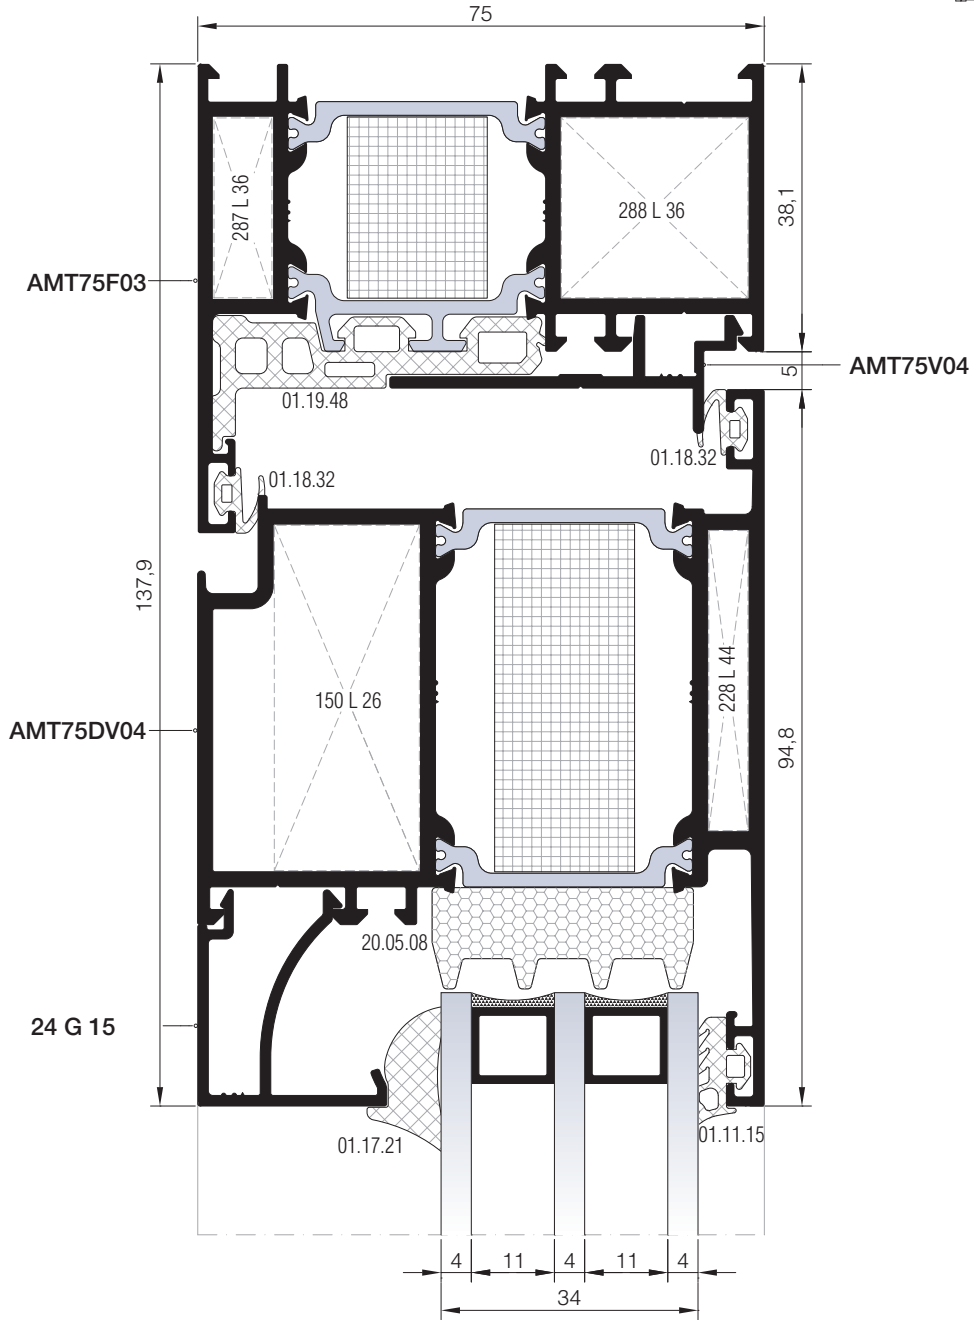 75
287 L 36
288 L 36
38,1
AMT75F03
5
AMT75V04
01.19.48
01.18.32
01.18.32
137,9
150 L 26
228 L 44
AMT75DV04
94,8
20.05.08
24 G 15
01.17.21
01.11.15
4 11 4 11 4
34